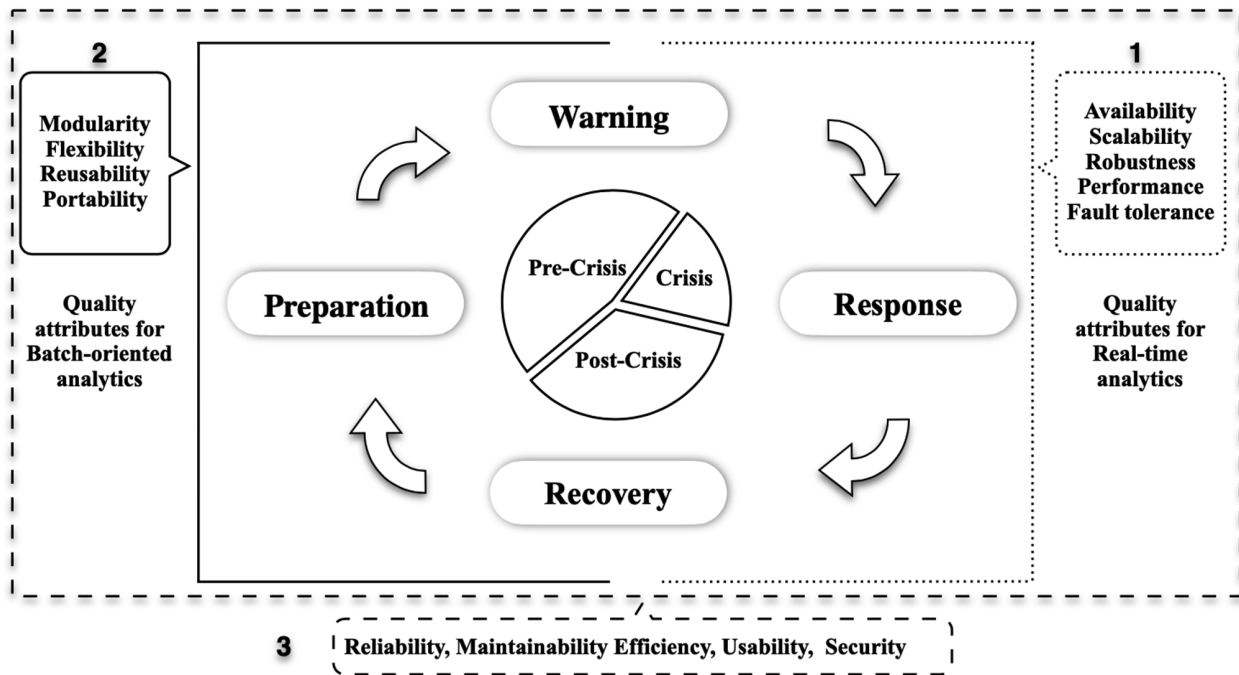 2
Modularity
Flexibility
Reusability
Portability
Quality
attributes for
Batch-oriented
analytics
Warning
Preparation
Pre-Crisis
Crisis
Post-Crisis
Response
Recovery
1
Availability
Scalability
Robustness
Performance
Fault tolerance
Quality
attributes for
Real-time
analytics
3
Reliability, Maintainability Efficiency, Usability, Security